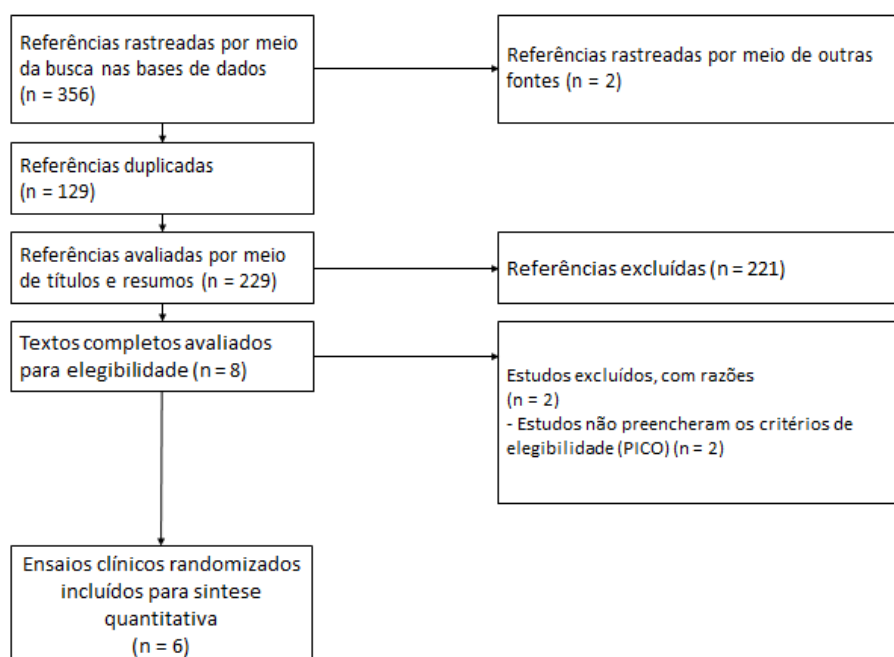 Referências rastreadas por meio
da busca nas bases de dados
(n = 356)
Referências rastreadas por meio de outras
fontes (n = 2)
Referências duplicadas
(n = 129)
Referências avaliadas por meio
de títulos e resumos (n = 229)
Referências excluídas (n = 221)
Textos completos avaliados
para elegibilidade (n = 8)
Estudos excluídos, com razões
(n = 2)
- Estudos não preencheram os critérios de
elegibilidade (PICO) (n = 2)
Ensaios clínicos randomizados
incluídos para sintese
quantitativa
(n = 6)